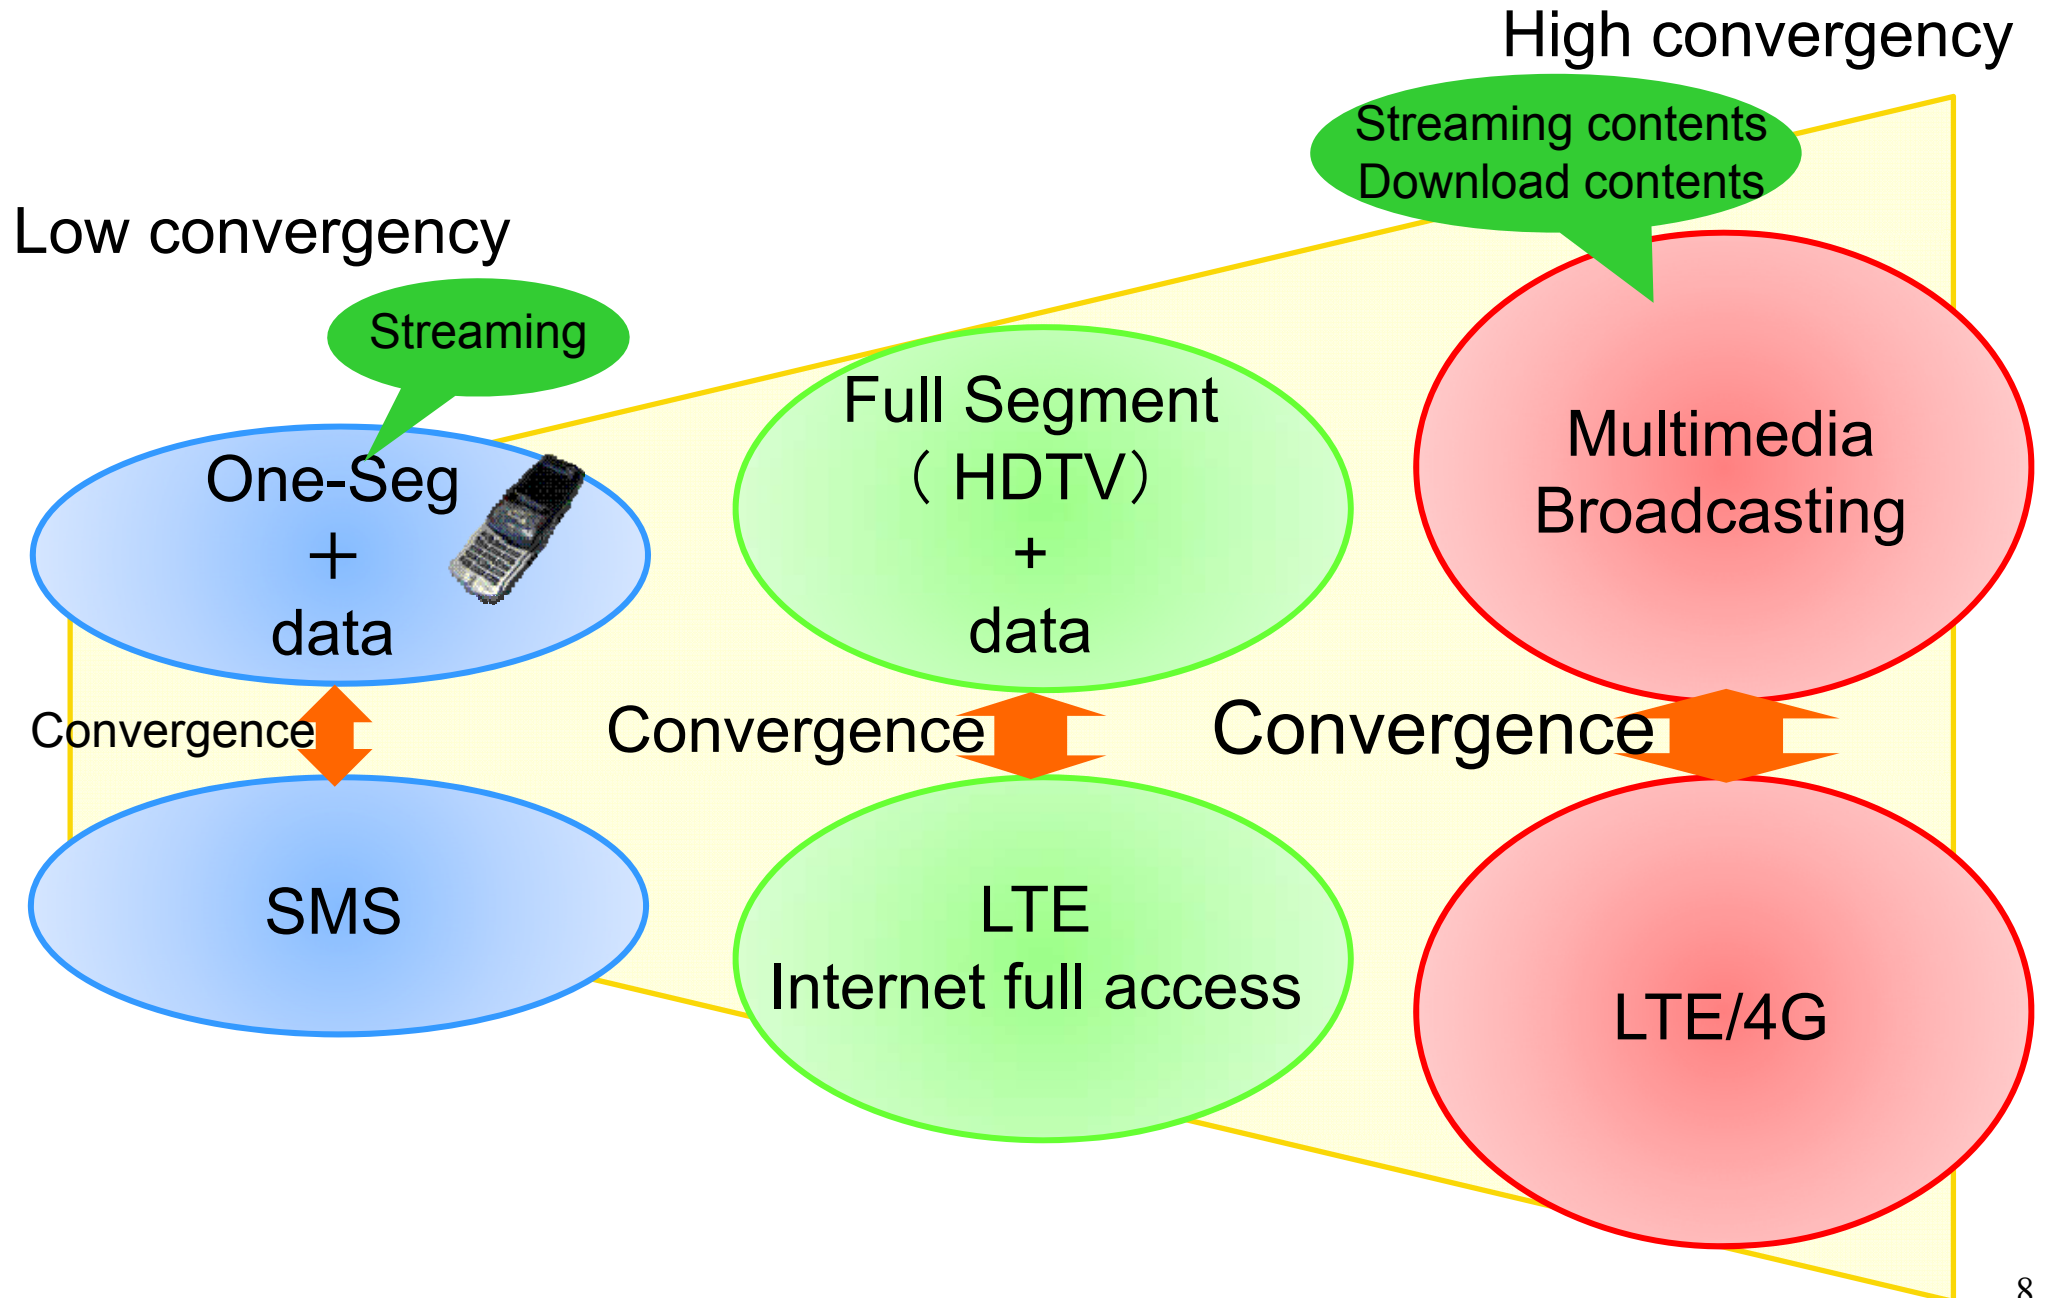 High convergency
Streaming contents
Download contents
Low convergency
Streaming
One-Seg
＋
data
Full Segment
（ HDTV）
+
data
Multimedia
Broadcasting
Convergence
Convergence
Convergence
SMS
LTE
Internet full access
LTE/4G
8